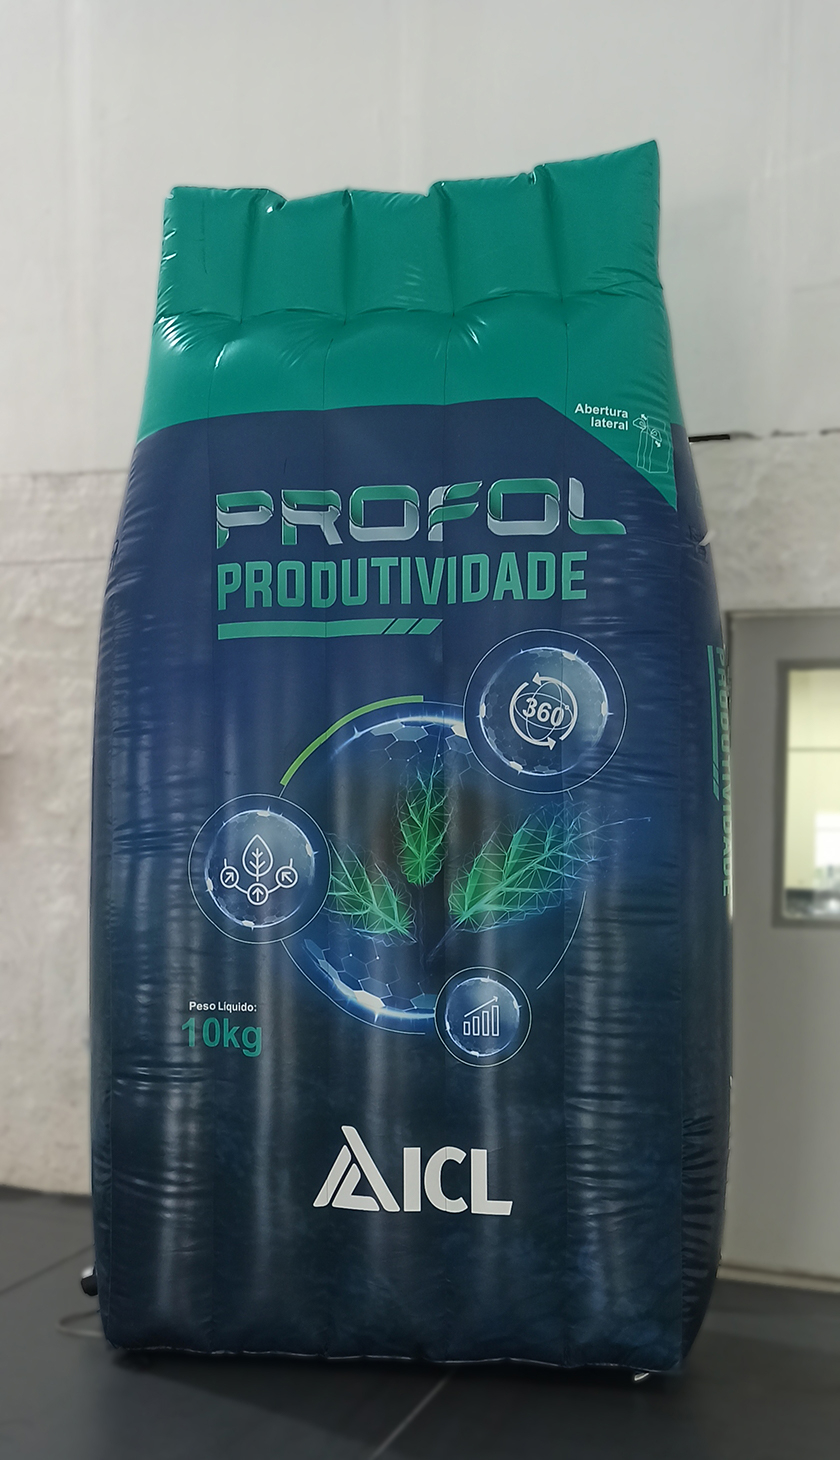 Abertura
lateral
PROFOL
PRODUTIVIDADE
360
Peso Líquido:
10kg
ICL
PRODUTIVIDADE